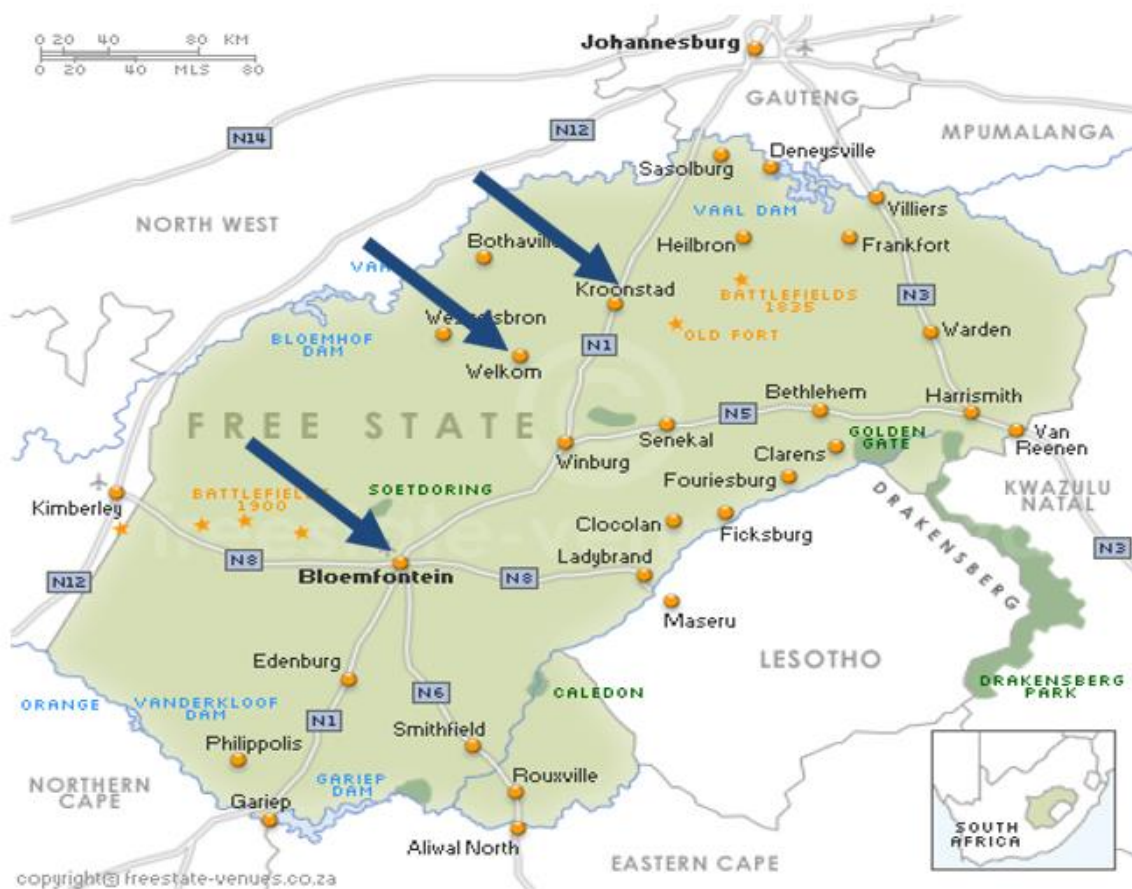 0 20 40 80 KM
0 20 40 80 MLS
Johannesburg
GAUTENG
MPUMALANGA
N14
N12
Sasolburg
Deneysville
NORTH WEST
VAAL DAM
Villiers
Bothaville
Heilbron
Frankfort
Kroonstad
BATTLEFIELDS
1835
N3
BLOEMHOF
DAM
OLD FORT
Warden
N1
Welkom
Bethlehem
Harrismith
FREE STATE
N5
Senekal
Winburg
Clarens
GOLDEN
GATE
Van
Reenen
Fouriesburg
Kimberley
1900
SOETDORING
KWAZULU
NATAL
DRAKENSBERG
Clocolan
Ficksburg
N3
N8
Ladybrand
N8
N12
Bloemfontein
Maseru
Edenburg
LESOTHO
N6
CALEDON
DRAKENSBERG
PARK
ORANGE
VANDERKLOOF
DAM
N1
Smithfield
Philippolis
NORTHERN
CAPE
GARIEP
DAM
Rouxville
Gariep
Aliwal North
SOUTH
AFRICA
EASTERN CAPE
copyright© freestate-venues.co.za